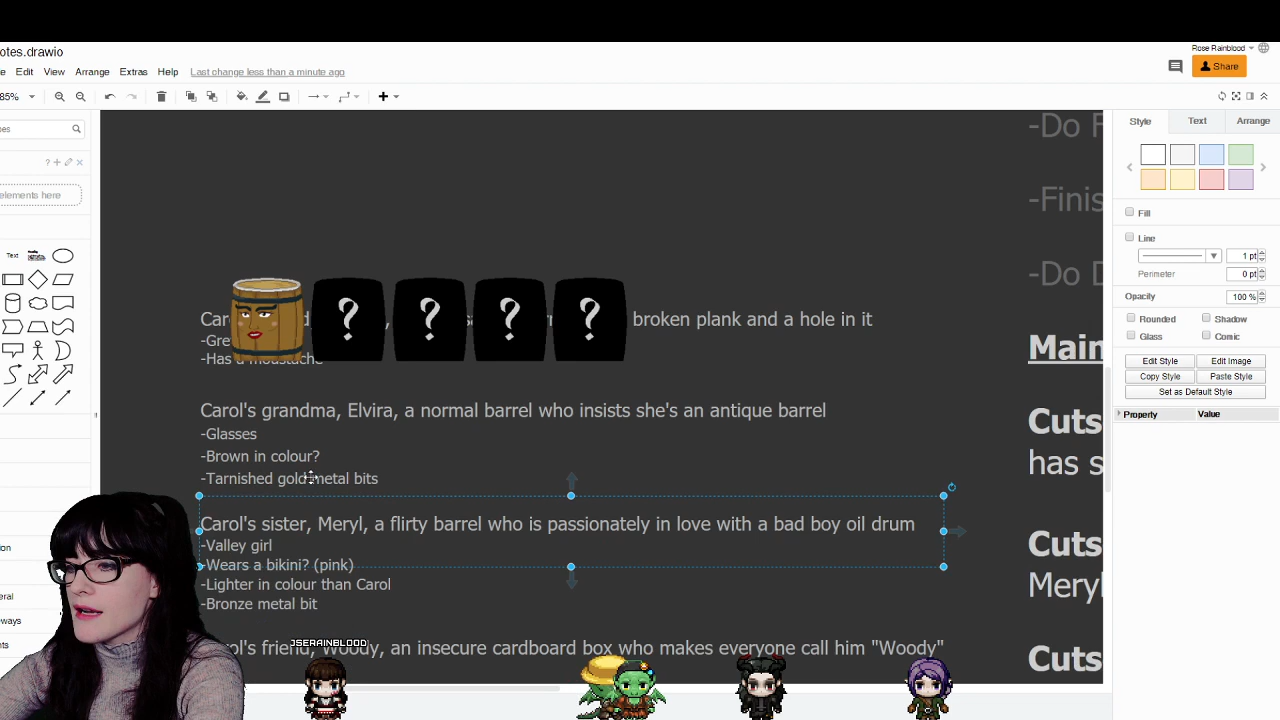 otes.drawio
Rose Rainblood
Edit View Arrange Extras Help Last change less than a minute ago
Share
85%
es
Style Text Arrange
elements here
-Do F
-Finis
-Do D
Fill
Line
1 pt
Perimeter 0 pt
Opacity 100 %
Rounded Shadow
Glass Comic
Edit Style Edit Image
Copy Style Paste Style
Set as Default Style
Property Value
Text
? ? ? ?
broken plank and a hole in it
-Gre
-Has a moustache
Carol's grandma, Elvira, a normal barrel who insists she's an antique barrel
-Glasses
-Brown in colour?
-Tarnished gold metal bits
Carol's sister, Meryl, a flirty barrel who is passionately in love with a bad boy oil drum
-Valley girl
-Wears a bikini? (pink)
-Lighter in colour than Carol
-Bronze metal bit
JSERAINBLOOD
's friend, Woody, an insecure cardboard box who makes everyone call him "Woody"
Main
Cuts
has s
Cuts
Meryl
Cuts